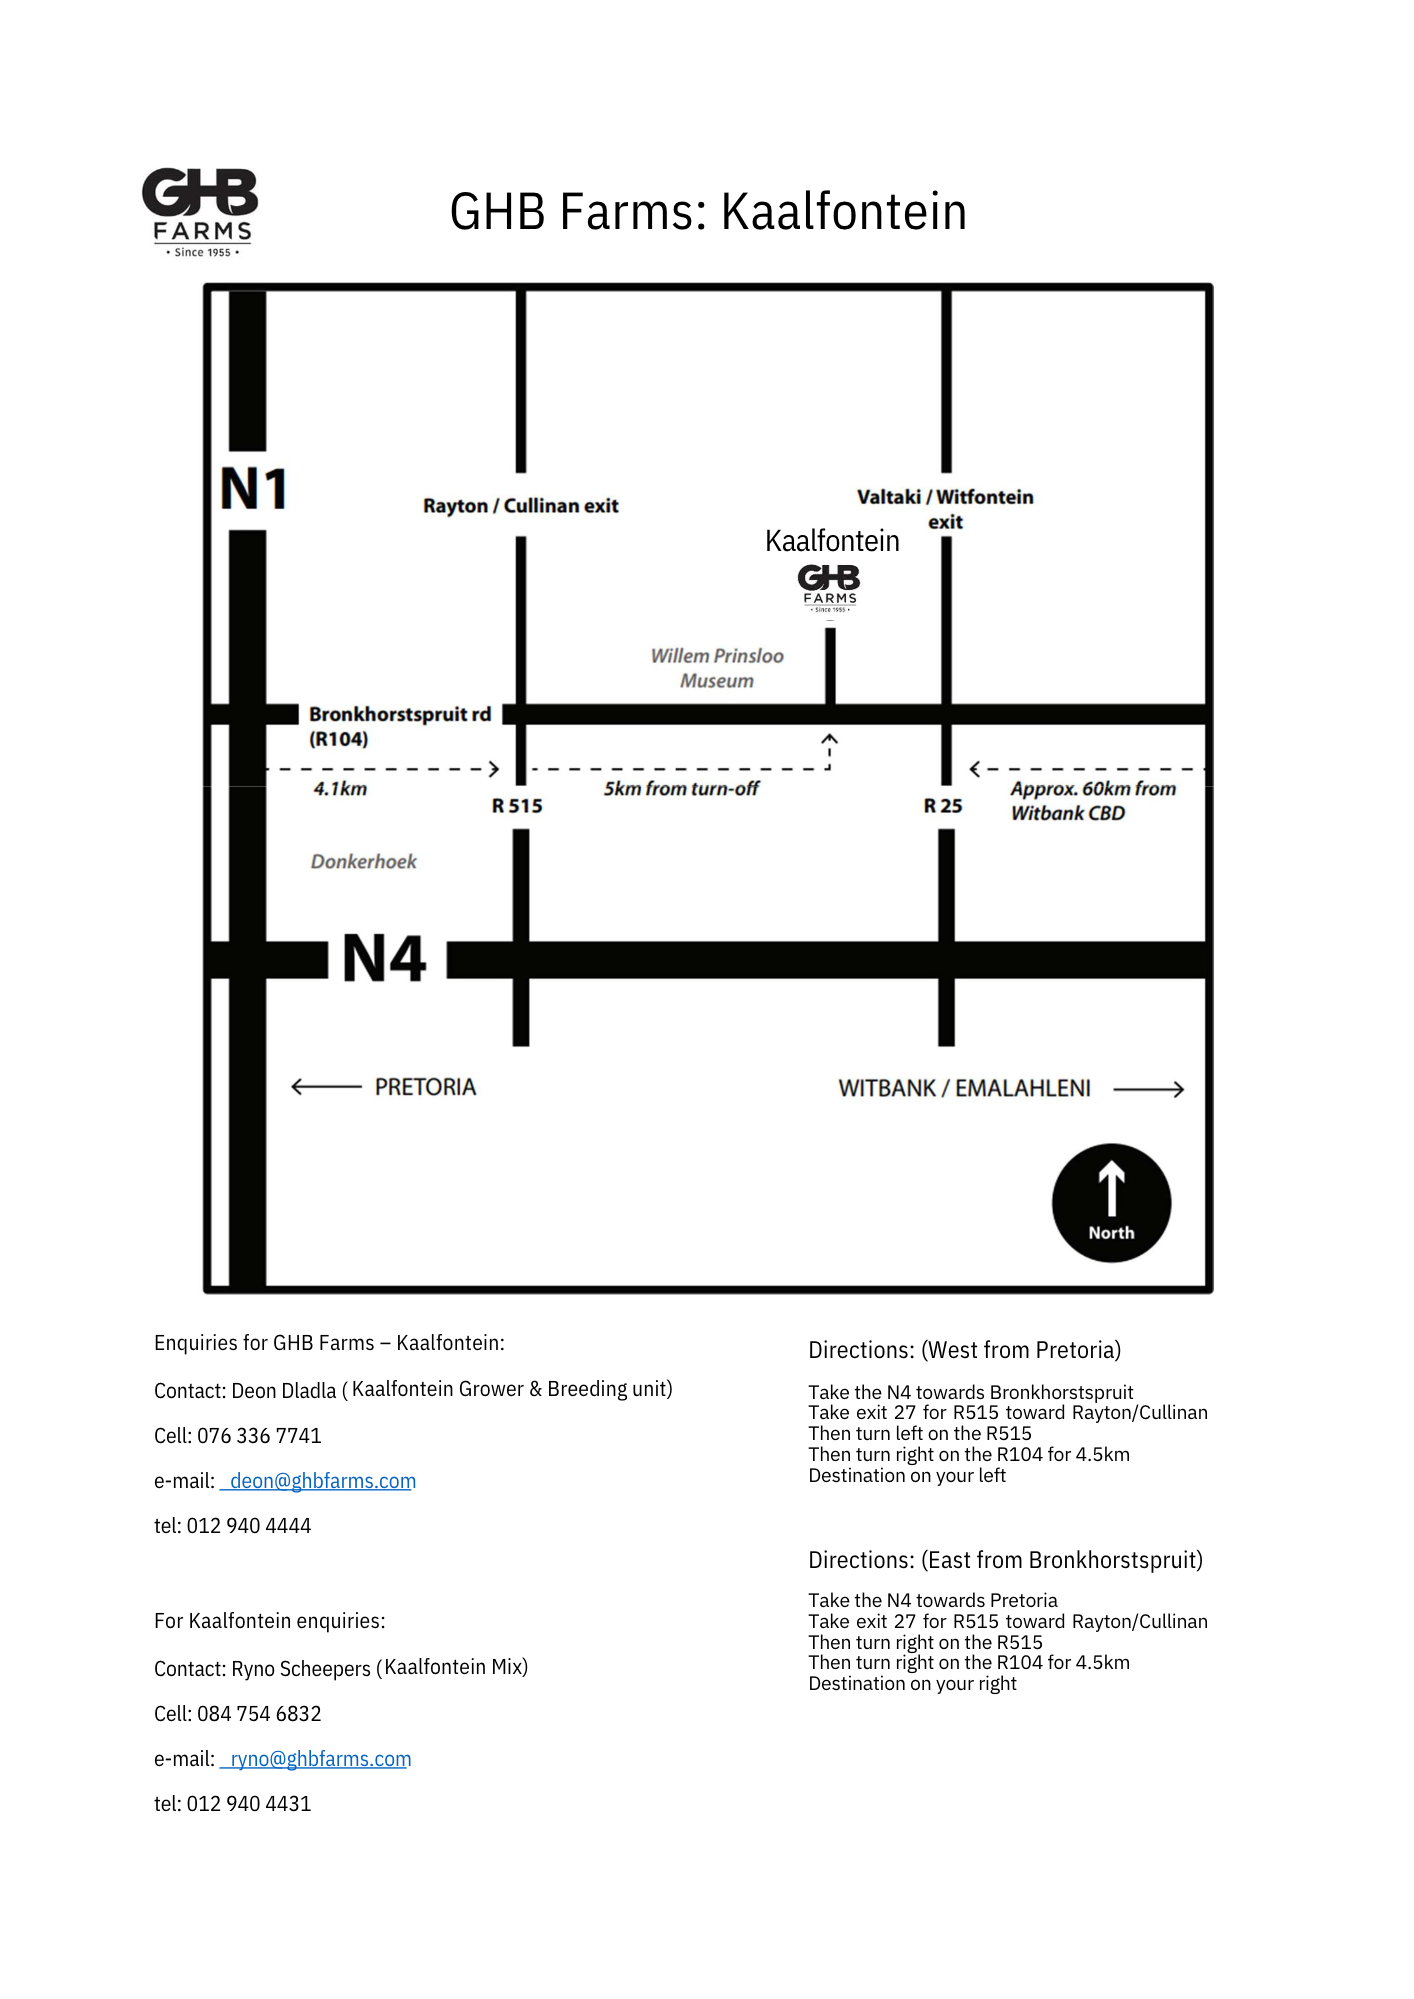 GHB
FARMS
• Since 1955 •
GHB Farms: Kaalfontein
N1
Rayton / Cullinan exit
Valtaki / Witfontein
exit
Kaalfontein
GHB
FARMS
• Since 1955 •
Willem Prinsloo
Museum
Bronkhorstspruit rd
(R104)
4.1km
5km from turn-off
Approx. 60km from
Witbank CBD
R 515
R 25
Donkerhoek
N4
PRETORIA
WITBANK / EMALAHLENI
North
Enquiries for GHB Farms – Kaalfontein:
Contact: Deon Dladla (Kaalfontein Grower & Breeding unit)
Cell: 076 336 7741
e-mail: deon@ghbfarms.com
tel: 012 940 4444
For Kaalfontein enquiries:
Contact: Ryno Scheepers (Kaalfontein Mix)
Cell: 084 754 6832
e-mail: ryno@ghbfarms.com
tel: 012 940 4431
Directions: (West from Pretoria)
Take the N4 towards Bronkhorstspruit
Take exit 27 for R515 toward Rayton/Cullinan
Then turn left on the R515
Then turn right on the R104 for 4.5km
Destination on your left
Directions: (East from Bronkhorstspruit)
Take the N4 towards Pretoria
Take exit 27 for R515 toward Rayton/Cullinan
Then turn right on the R515
Then turn right on the R104 for 4.5km
Destination on your right